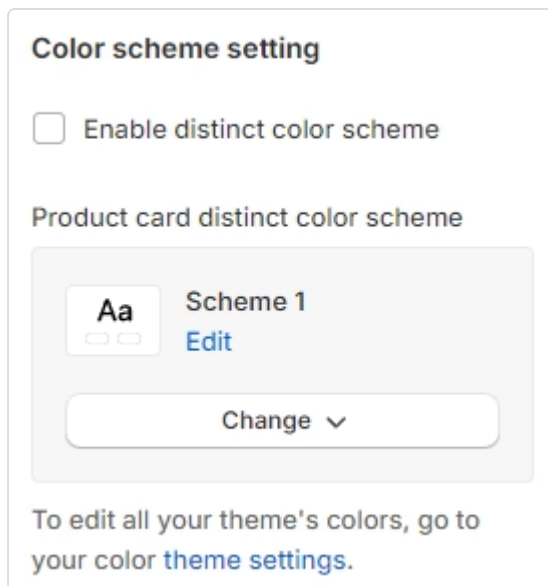 Color scheme setting
Enable distinct color scheme
Product card distinct color scheme
Aa
Scheme 1
Edit
Change
To edit all your theme's colors, go to
your color theme settings.